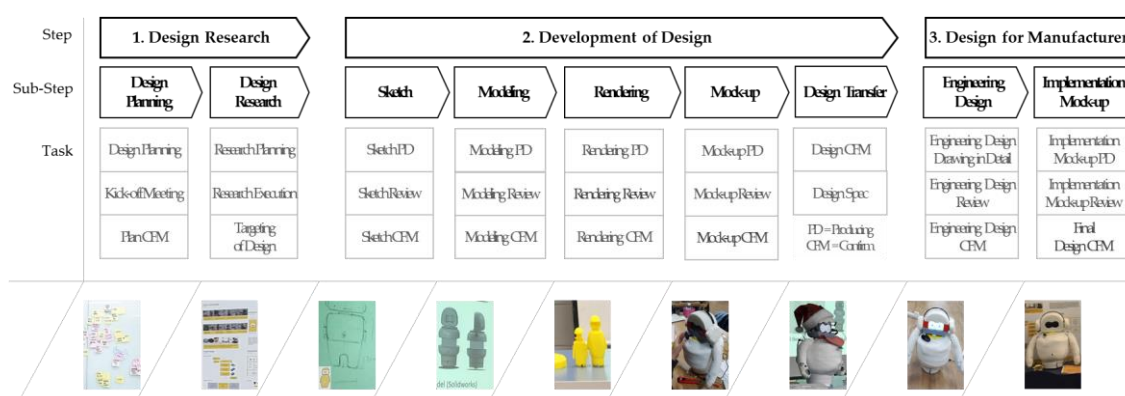 Step
1. Design Research
2. Development of Design
3. Design for Manufacturer
Sub-Step
Design
Planning
Design
Research
Sketch
Modeling
Rendering
Mock-up
Design Transfer
Engineering
Design
Implementation
Mock-up
Task
Design Planning
Research Planning
Sketch PD
Modeling PD
Rendering PD
Mock-up PD
Design CFM
Engineering Design
Drawing in Detail
Implementation
Mock-up PD
Kick-off Meeting
Research Execution
Sketch Review
Modeling Review
Rendering Review
Mock-up Review
Design Spec
Engineering Design
Review
Implementation
Mock-up Review
Plan CFM
Targeting
of Design
Sketch CFM
Modeling CFM
Rendering CFM
Mock-up CFM
PD = Producing
CFM = Confirm
Engineering Design
CFM
Final
Design CFM
del (Solidworks)